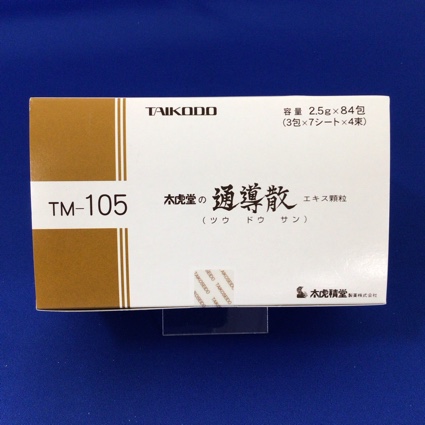 TAIKODO
容量 2.5g×84包
(3包×7シート×4束)
TM-105
太虎堂の 通導散 エキス顆粒
(ツウ ドウ サン)
太虎精堂製薬株式会社